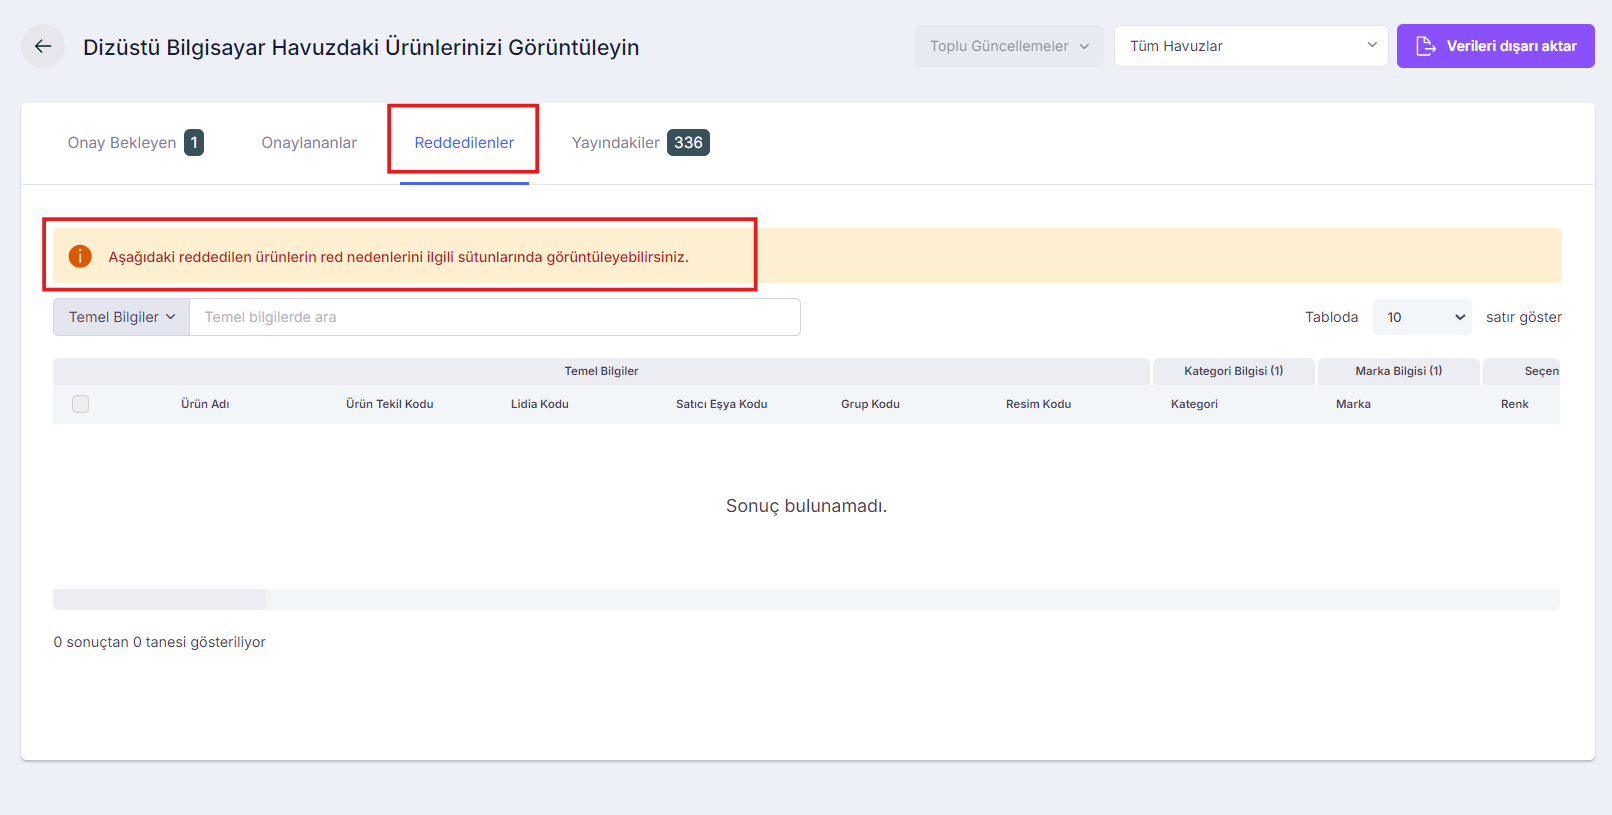 Dizüstü Bilgisayar Havuzdaki Ürünlerinizi Görüntüleyin
Toplu Güncellemeler
Tüm Havuzlar
Verileri dışarı aktar
Onay Bekleyen 1
Onaylananlar
Reddedilenler
Yayındakiler 336
Aşağıdaki reddedilen ürünlerin red nedenlerini ilgili sütunlarında görüntüleyebilirsiniz.
Temel Bilgiler
Temel bilgilerde ara
Tabloda 10 satır göster
Temel Bilgiler
Kategori Bilgisi (1)
Marka Bilgisi (1)
Seçen
Ürün Adı
Ürün Tekil Kodu
Lidia Kodu
Satıcı Eşya Kodu
Grup Kodu
Resim Kodu
Kategori
Marka
Renk
Sonuç bulunamadı.
0 sonuçtan 0 tanesi gösteriliyor